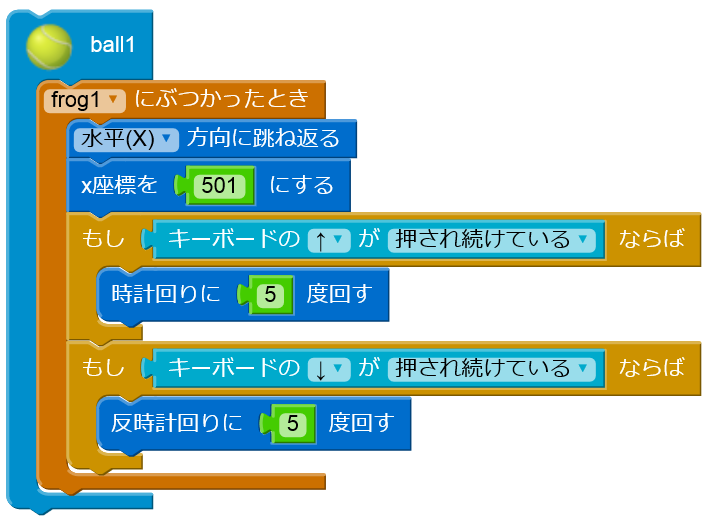 ball1
frog1 にぶつかったとき
水平(X) 方向に跳ね返る
x座標を 501 にする
もし キーボードの ↑ が 押され続けている ならば
時計回りに 5 度回す
もし キーボードの ↓ が 押され続けている ならば
反時計回りに 5 度回す